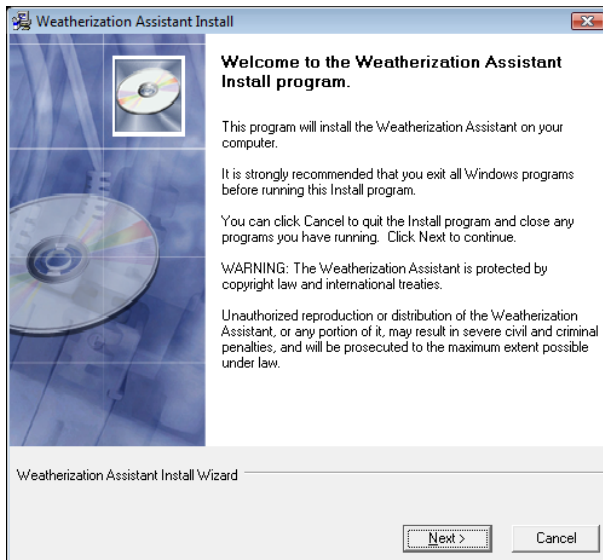 Weatherization Assistant Install
Welcome to the Weatherization Assistant
Install program.
This program will install the Weatherization Assistant on your
computer.
It is strongly recommended that you exit all Windows programs
before running this Install program.
You can click Cancel to quit the Install program and close any
programs you have running. Click Next to continue.
WARNING: The Weatherization Assistant is protected by
copyright law and international treaties.
Unauthorized reproduction or distribution of the Weatherization
Assistant, or any portion of it, may result in severe civil and criminal
penalties, and will be prosecuted to the maximum extent possible
under law.
Weatherization Assistant Install Wizard
Next > Cancel